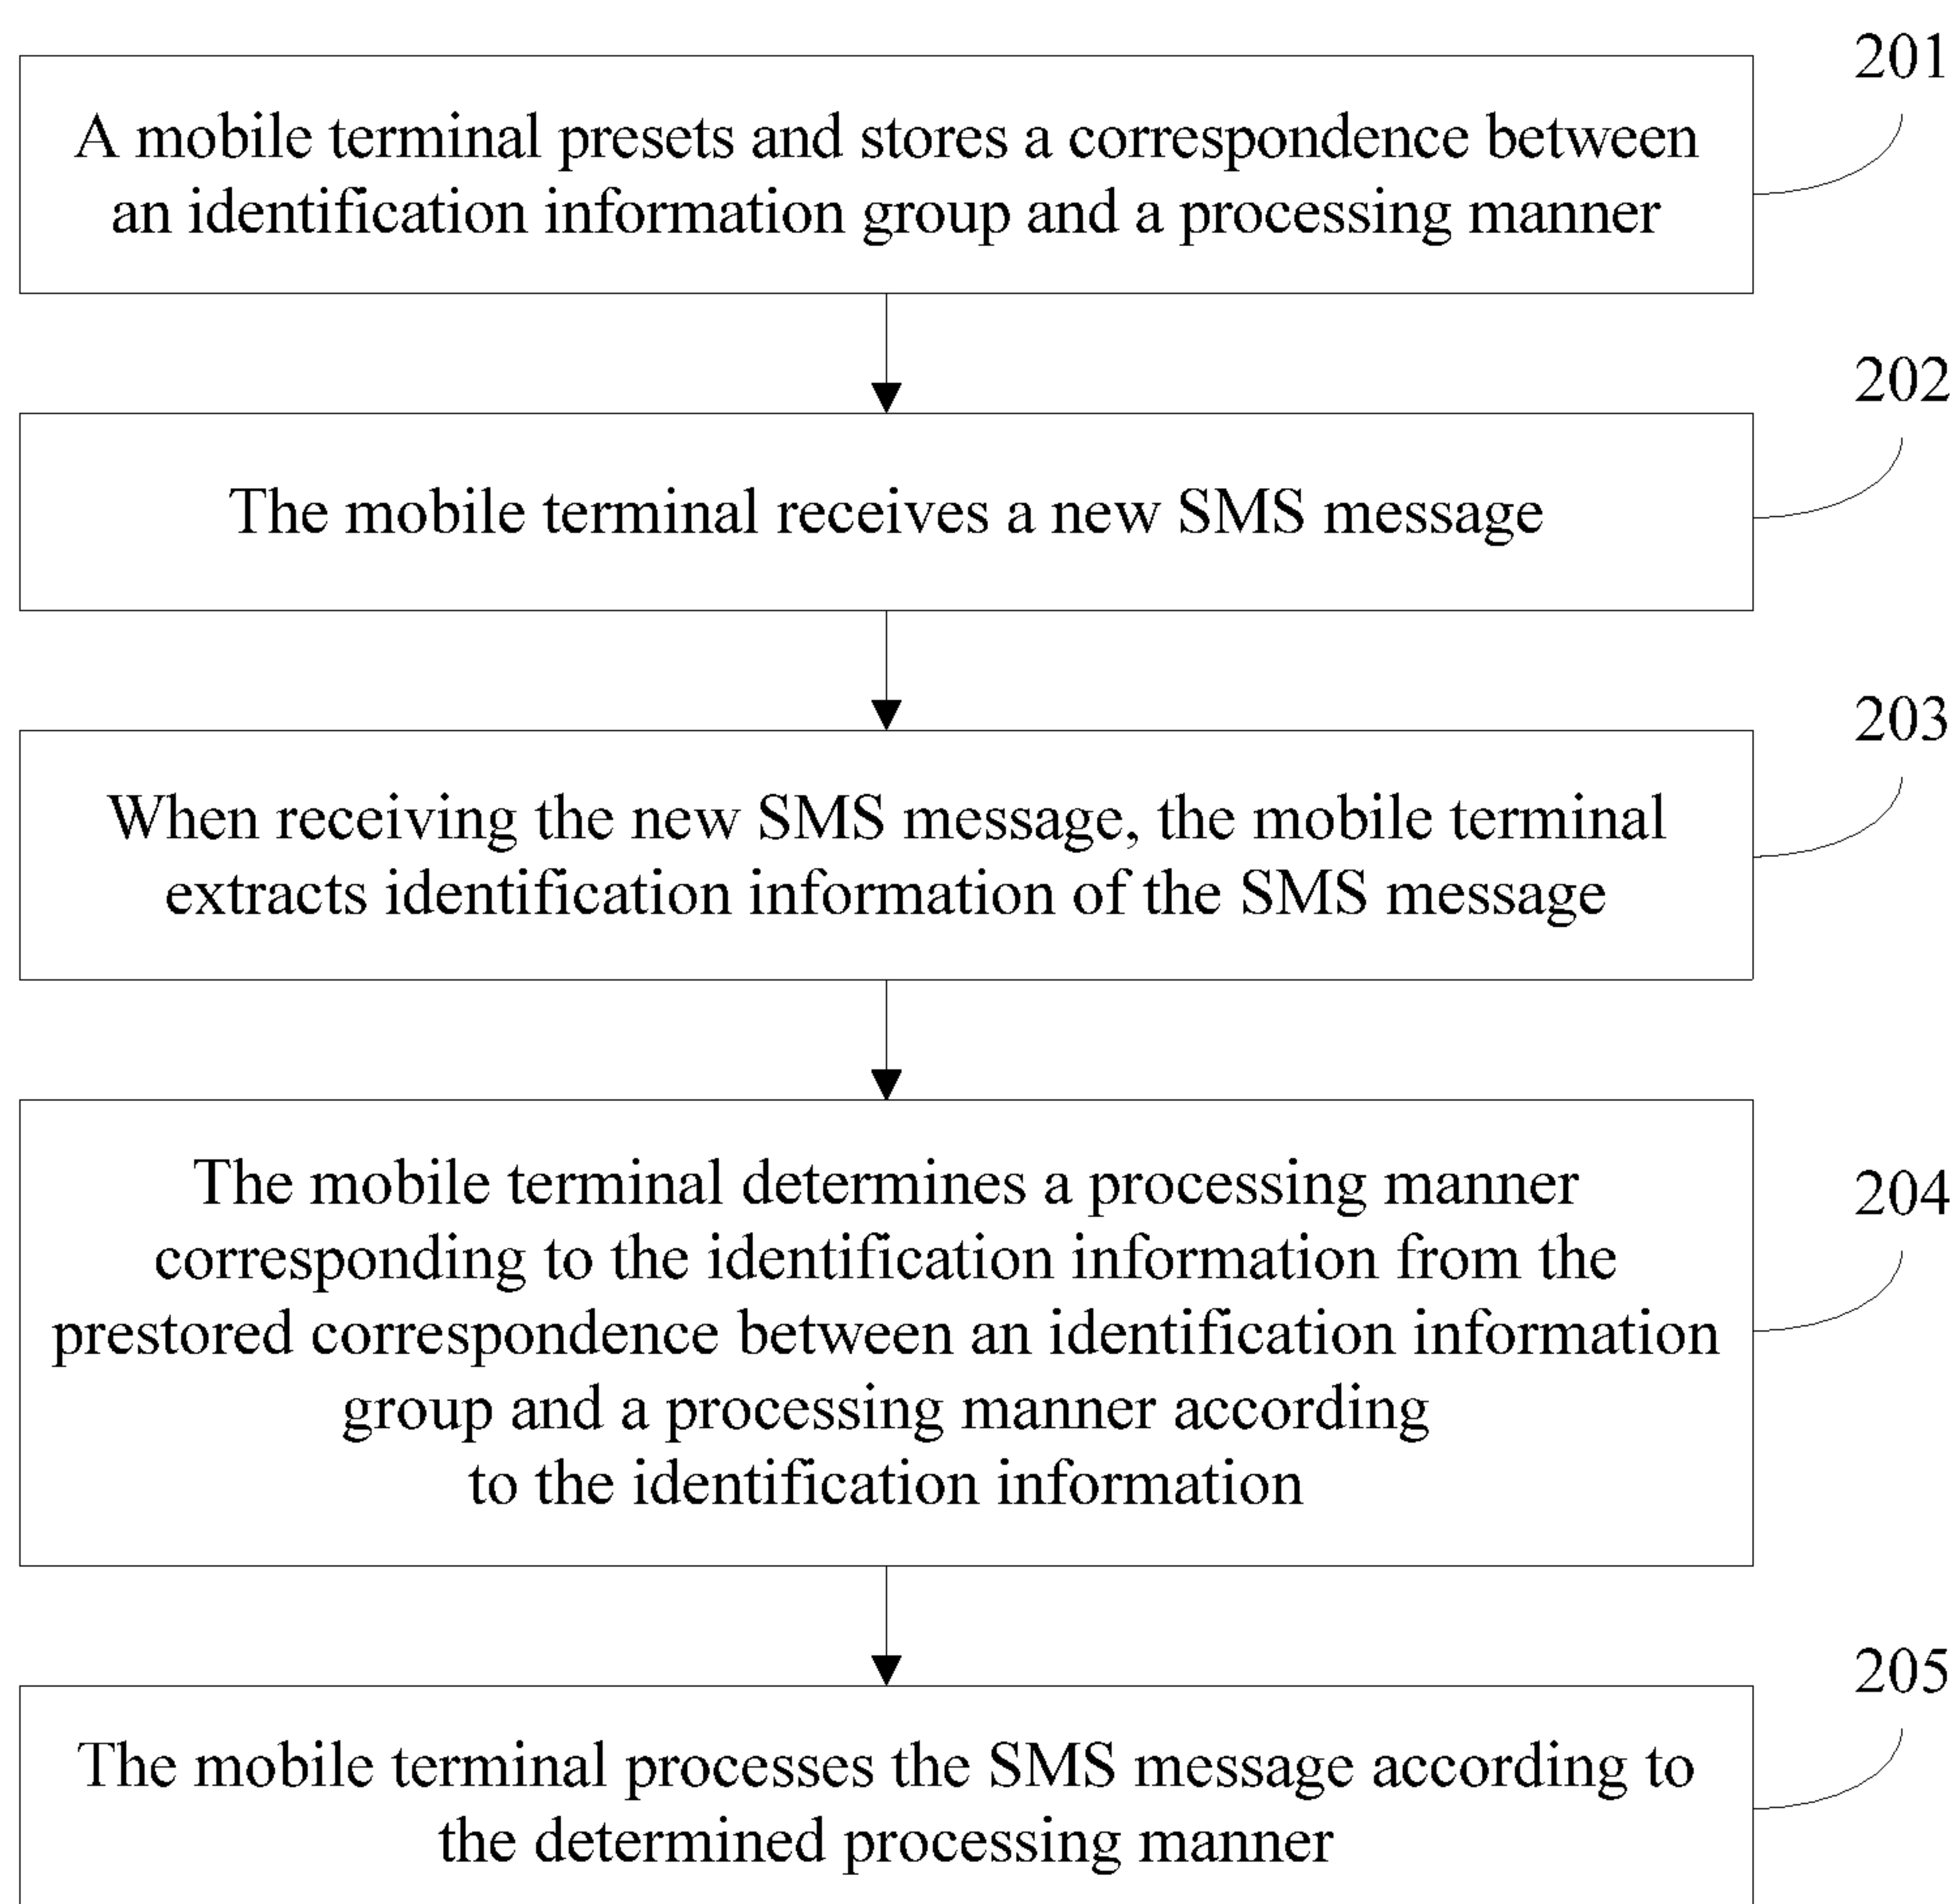 201
A mobile terminal presets and stores a correspondence between
an identification information group and a processing manner
202
The mobile terminal receives a new SMS message
203
When receiving the new SMS message, the mobile terminal
extracts identification information of the SMS message
204
The mobile terminal determines a processing manner
corresponding to the identification information from the
prestored correspondence between an identification information
group and a processing manner according
to the identification information
205
The mobile terminal processes the SMS message according to
the determined processing manner